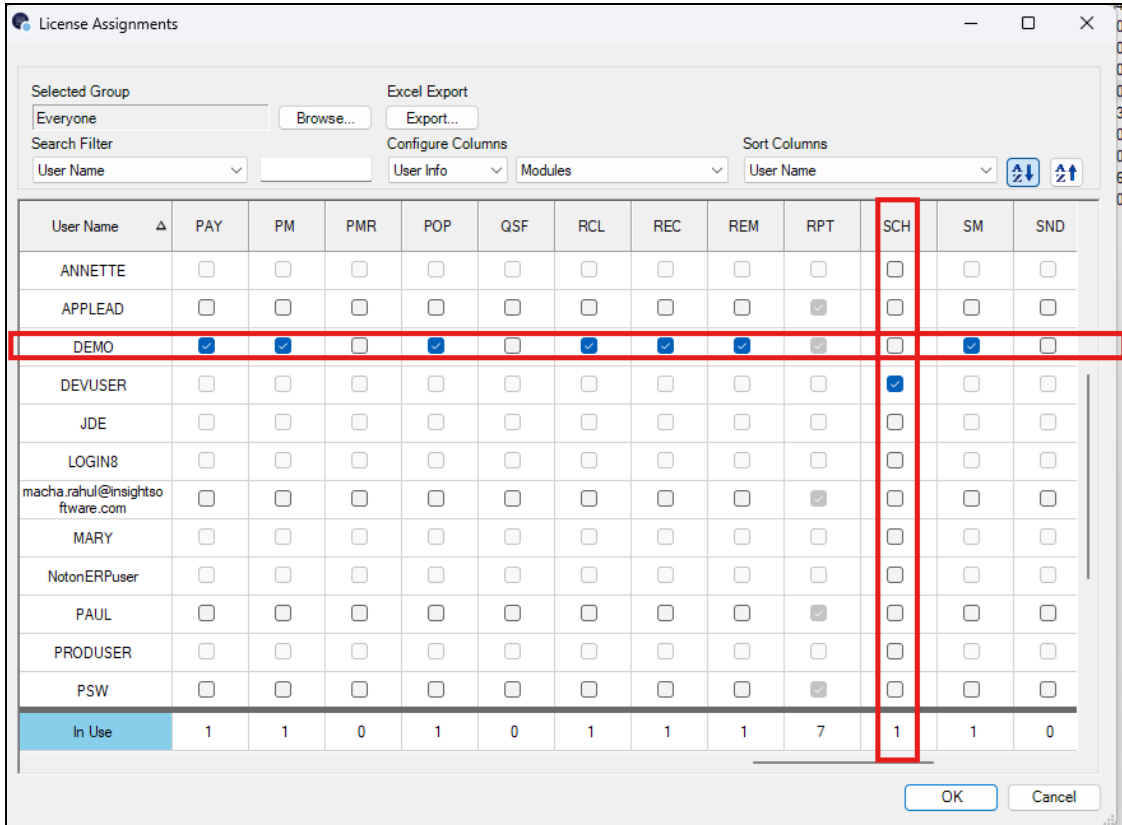 License Assignments
Selected Group
Excel Export
Everyone
Browse...
Export...
Search Filter
Configure Columns
Sort Columns
User Name
User Info
Modules
User Name
User Name PAY PM PMR POP QSF RCL REC REM RPT SCH SM SND
ANNETTE
APPLEAD
DEMO
DEVUSER
JDE
LOGIN8
macha.rahul@insightso
ftware.com
MARY
NotonERPuser
PAUL
PRODUSER
PSW
In Use 1 1 0 1 0 1 1 1 7 1 1 0
OK Cancel